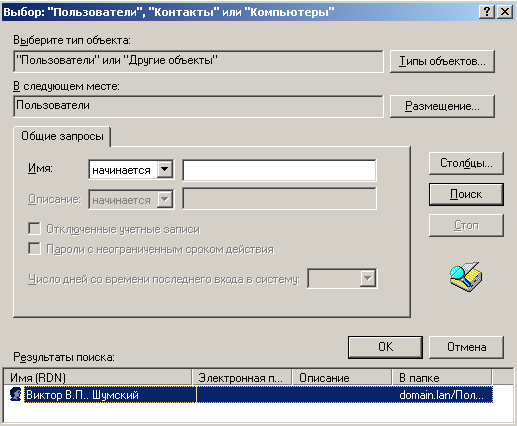 Выбор: "Пользователи", "Контакты" или "Компьютеры"
Выберите тип объекта:
"Пользователи" или "Другие объекты"
Типы объектов...
В следующем месте:
Пользователи
Размещение...
Общие запросы
Имя:
начинается
Столбцы...
Описание:
начинается
Поиск
Отключенные учетные записи
Стоп
Пароли с неограниченным сроком действия
Число дней со времени последнего входа в систему:
OK
Отмена
Результаты поиска:
Имя (RDN)
Электронная п...
Описание
В папке
Виктор В.П.. Шумский
domain.lan/Пол...